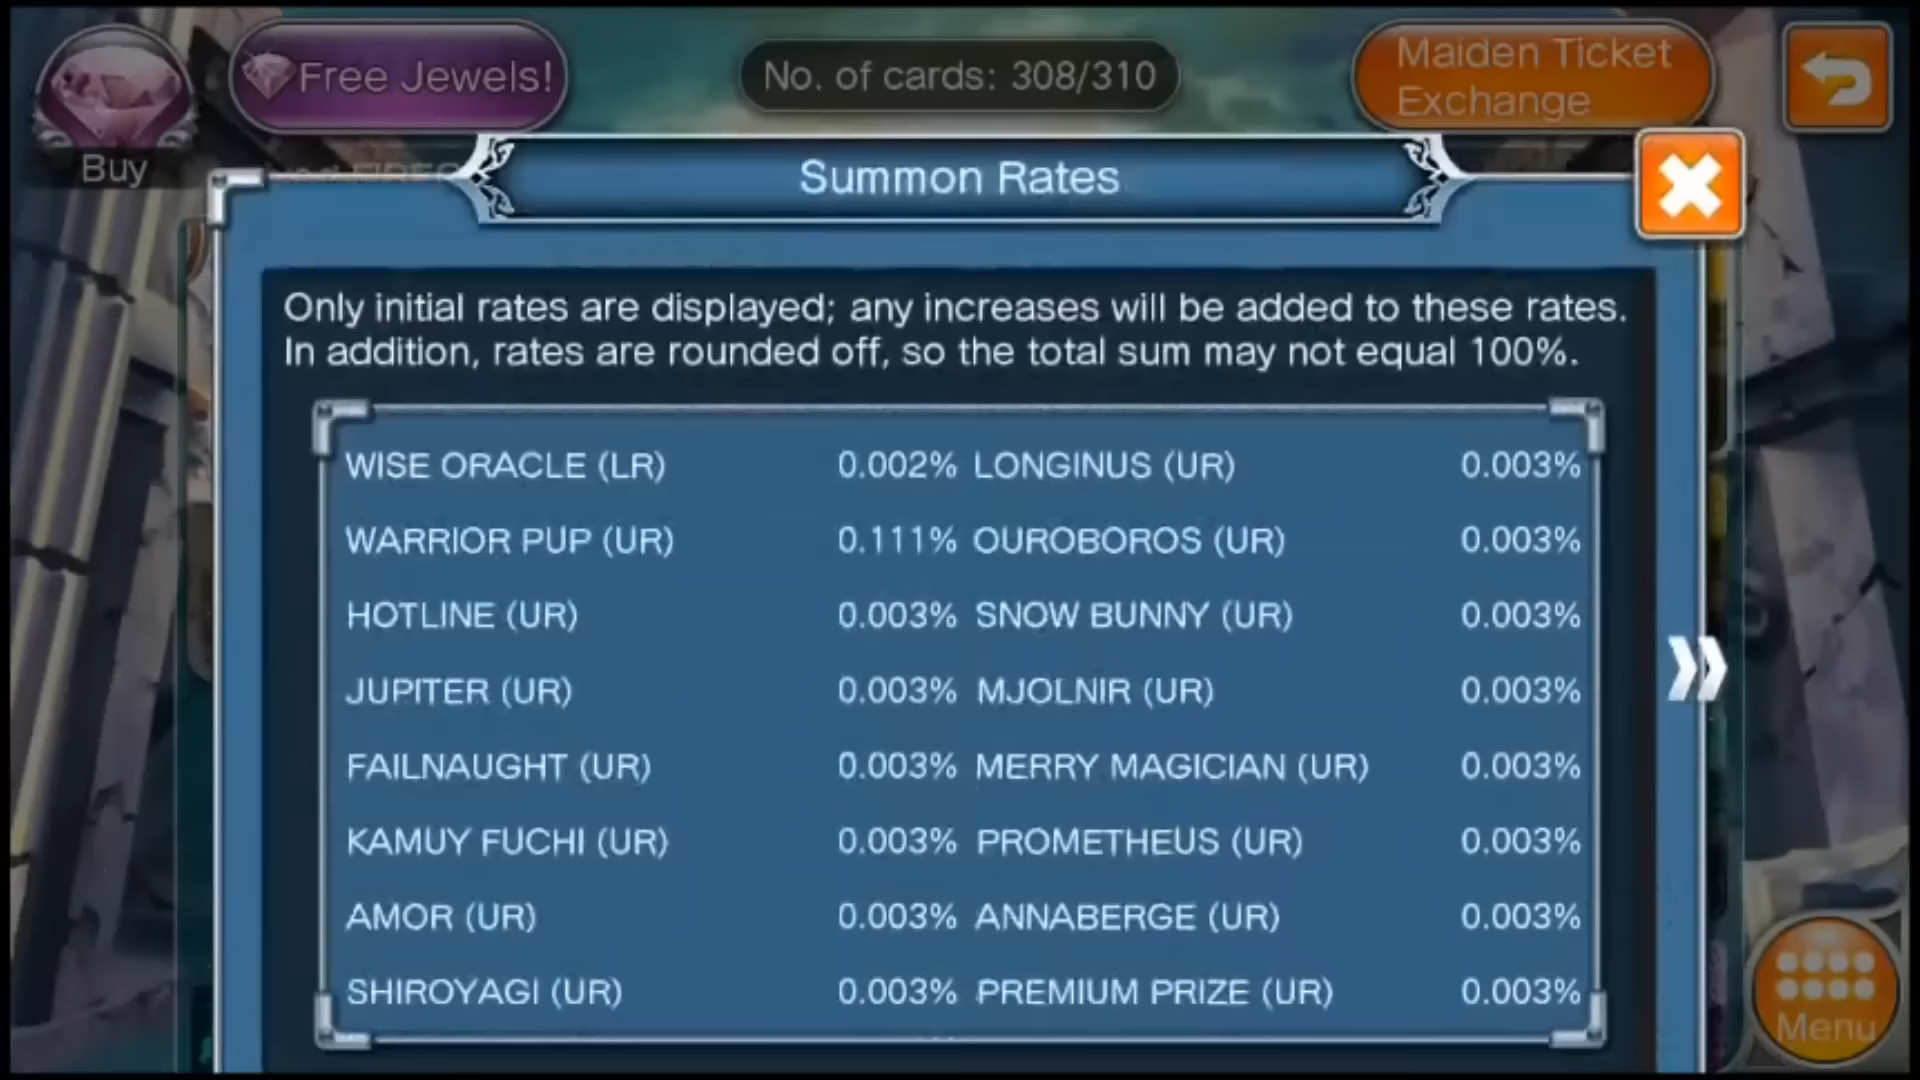 Free Jewels!
No. of cards: 308/310
Maiden Ticket
Exchange
Buy
Summon Rates
Only initial rates are displayed; any increases will be added to these rates.
In addition, rates are rounded off, so the total sum may not equal 100%.
WISE ORACLE (LR) 0.002% LONGINUS (UR) 0.003%
WARRIOR PUP (UR) 0.111% OUROBOROS (UR) 0.003%
HOTLINE (UR) 0.003% SNOW BUNNY (UR) 0.003%
JUPITER (UR) 0.003% MJOLNIR (UR) 0.003%
FAILNAUGHT (UR) 0.003% MERRY MAGICIAN (UR) 0.003%
KAMUY FUCHI (UR) 0.003% PROMETHEUS (UR) 0.003%
AMOR (UR) 0.003% ANNABERGE (UR) 0.003%
SHIROYAGI (UR) 0.003% PREMIUM PRIZE (UR) 0.003%
Menu